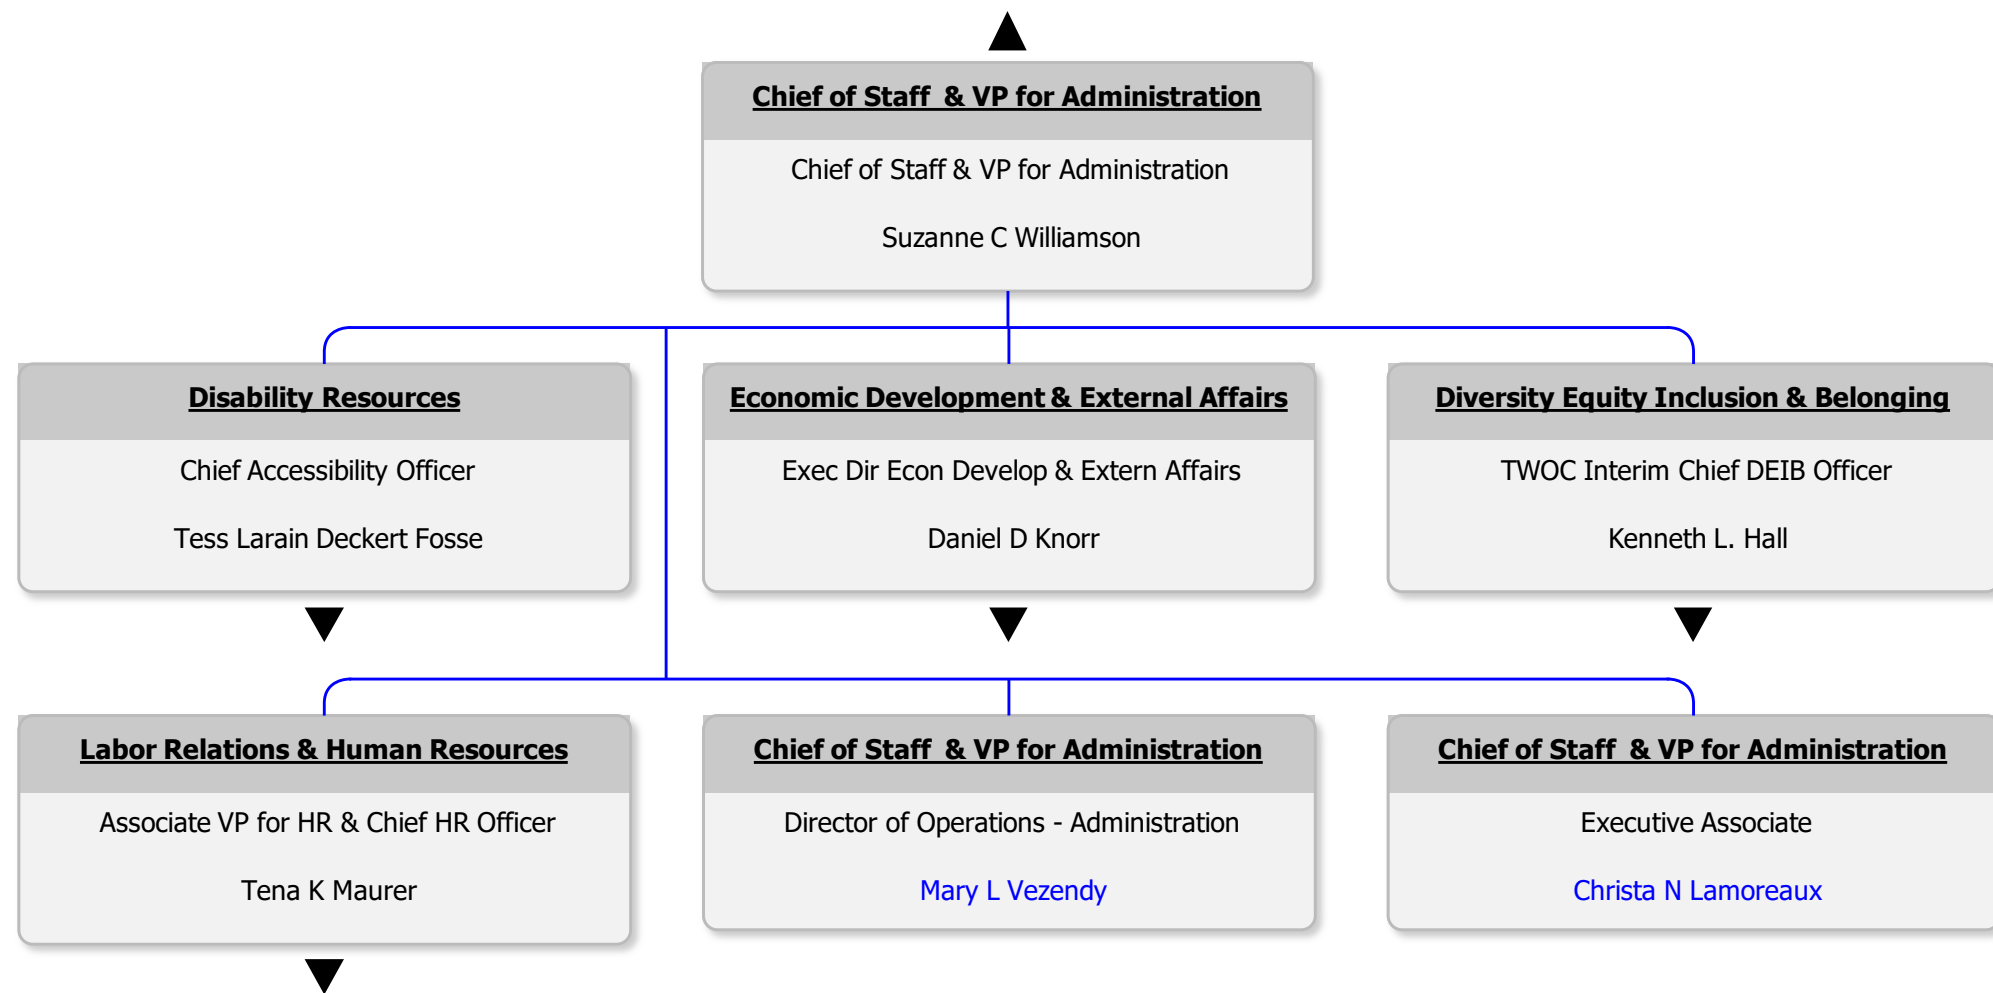 Chief of Staff & VP for Administration
Chief of Staff & VP for Administration
Suzanne C Williamson
Disability Resources
Chief Accessibility Officer
Tess Larain Deckert Fosse
Economic Development & External Affairs
Exec Dir Econ Develop & Extern Affairs
Daniel D Knorr
Diversity Equity Inclusion & Belonging
TWOC Interim Chief DEIB Officer
Kenneth L. Hall
Labor Relations & Human Resources
Associate VP for HR & Chief HR Officer
Tena K Maurer
Chief of Staff & VP for Administration
Director of Operations - Administration
Mary L Vezendy
Chief of Staff & VP for Administration
Executive Associate
Christa N Lamoreaux